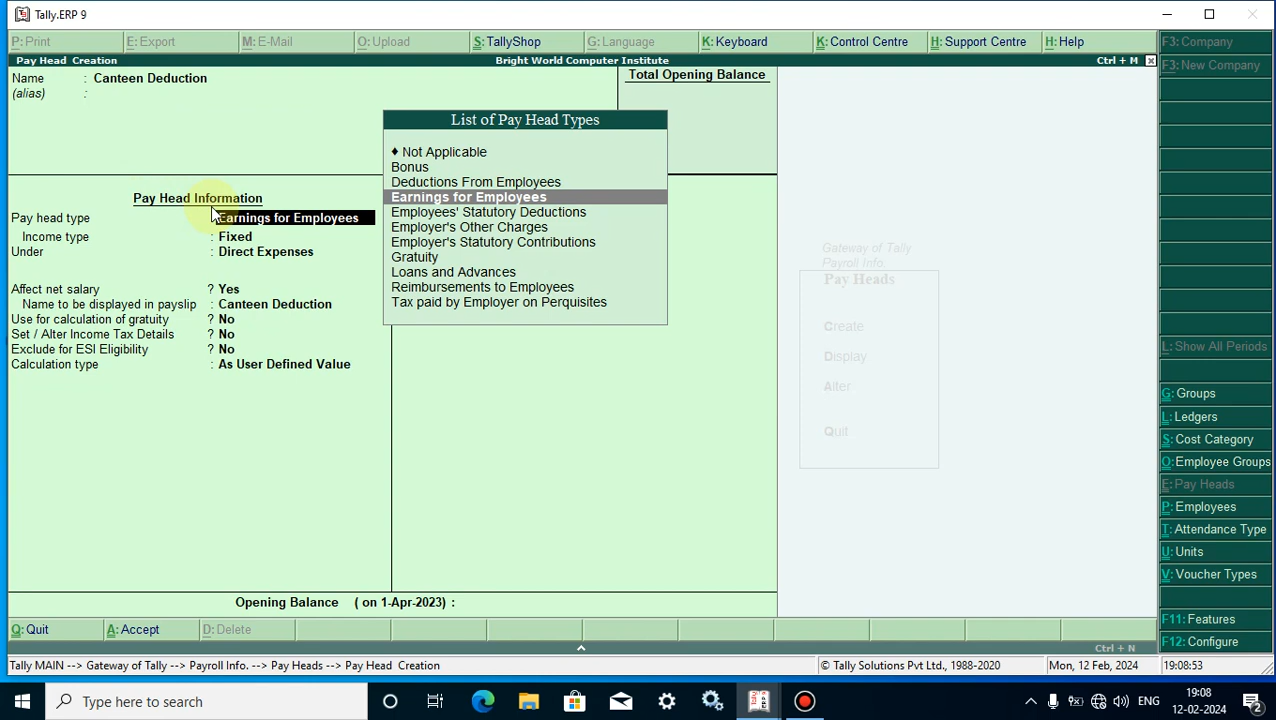 Tally.ERP 9
P: Print E: Export M: E-Mail O: Upload S: TallyShop G: Language K: Keyboard K: Control Centre H: Support Centre H: Help F3: Company
Pay Head Creation Bright World Computer Institute Ctrl + M
F3: New Company
Name : Canteen Deduction Total Opening Balance
(alias) :
List of Pay Head Types
♦ Not Applicable
Bonus
Deductions From Employees
Earnings for Employees
Employees' Statutory Deductions
Employer's Other Charges
Employer's Statutory Contributions
Gratuity
Loans and Advances
Reimbursements to Employees
Tax paid by Employer on Perquisites
Pay Head Information
Pay head type : Earnings for Employees
Income type : Fixed
Under : Direct Expenses
Affect net salary ? Yes
Name to be displayed in payslip : Canteen Deduction
Use for calculation of gratuity ? No
Set / Alter Income Tax Details ? No
Exclude for ESI Eligibility ? No
Calculation type : As User Defined Value
Gateway of Tally
Payroll Info.
Pay Heads
Create
Display
Alter
Quit
L: Show All Periods
G: Groups
L: Ledgers
S: Cost Category
O: Employee Groups
E: Pay Heads
P: Employees
T: Attendance Type
U: Units
V: Voucher Types
F11: Features
F12: Configure
Opening Balance ( on 1-Apr-2023) :
Q: Quit A: Accept D: Delete
Ctrl + N
Tally MAIN --> Gateway of Tally --> Payroll Info. --> Pay Heads --> Pay Head Creation © Tally Solutions Pvt Ltd., 1988-2020 Mon, 12 Feb, 2024 19:08:53
Type here to search
ENG
19:08
12-02-2024
2